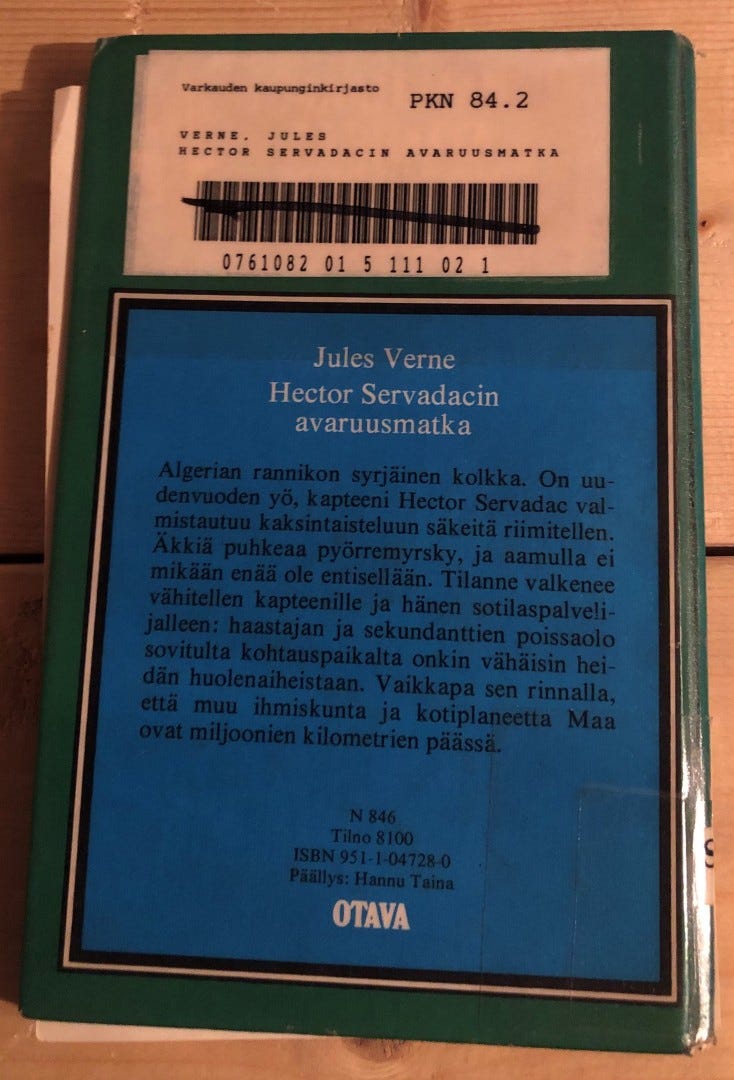 Varkauden kaupunginkirjasto
PKN 84.2
VERNE, JULES
HECTOR SERVADACIN AVARUUSMATKA
0761082 01 5 111 02 1
Jules Verne
Hector Servadacin
avaruusmatka
Algerian rannikon syrjäinen kolkka. On uu-
denvuoden yö, kapteeni Hector Servadac val-
mistautuu kaksintaisteluun säkeitä riimitellen.
Äkkiä puhkeaa pyörremyrsky, ja aamulla ei
mikään enää ole entisellään. Tilanne valkenee
vähitellen kapteenille ja hänen sotilaspalveli-
jalleen: haastajan ja sekundanttien poissaolo
sovitulta kohtauspaikalta onkin vähäisin hei-
dän huolenaiheistaan. Vaikkapa sen rinnalla,
että muu ihmiskunta ja kotiplaneetta Maa
ovat miljoonien kilometrien päässä.
N 846
Tilno 8100
ISBN 951-1-04728-0
Päällys: Hannu Taina
OTAVA